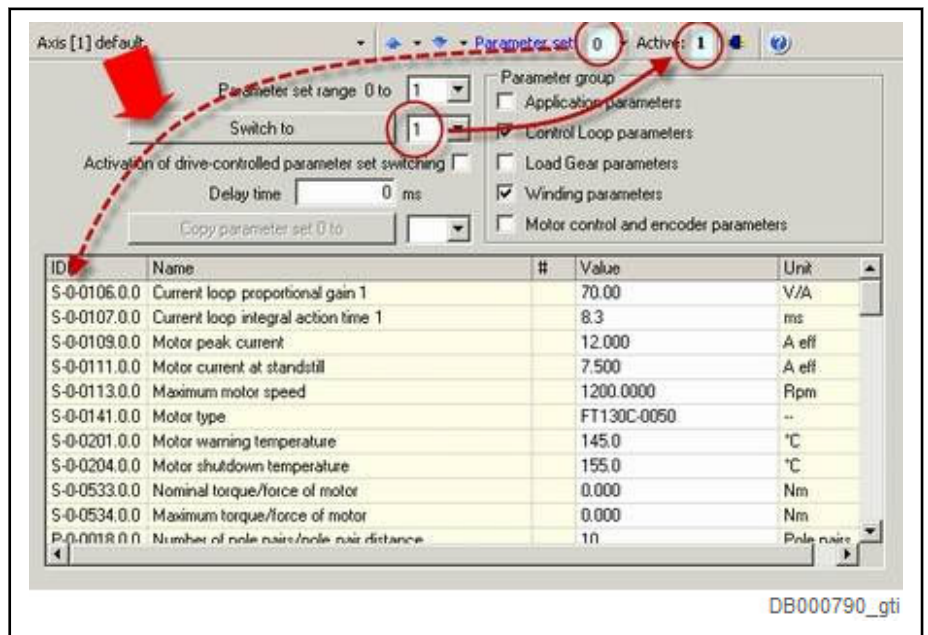 Axis [1] default Parameter set: 0 Active: 1
Parameter set range 0 to 1
Switch to 1
Activation of drive-controlled parameter set switching
Delay time 0 ms
Copy parameter set 0 to
Parameter group
Application parameters
Control Loop parameters
Load Gear parameters
Winding parameters
Motor control and encoder parameters
ID Name # Value Unit
S-0-0106.0.0 Current loop proportional gain 1 70.00 V/A
S-0-0107.0.0 Current loop integral action time 1 8.3 ms
S-0-0109.0.0 Motor peak current 12.000 A eff
S-0-0111.0.0 Motor current at standstill 7.500 A eff
S-0-0113.0.0 Maximum motor speed 1200.0000 Rpm
S-0-0141.0.0 Motor type FT130C-0050 --
S-0-0201.0.0 Motor warning temperature 145.0 °C
S-0-0204.0.0 Motor shutdown temperature 155.0 °C
S-0-0533.0.0 Nominal torque/force of motor 0.000 Nm
S-0-0534.0.0 Maximum torque/force of motor 0.000 Nm
P-0-0018.0.0 Number of pole pairs/pole pair distance 10 Pole pairs
DB000790_gti